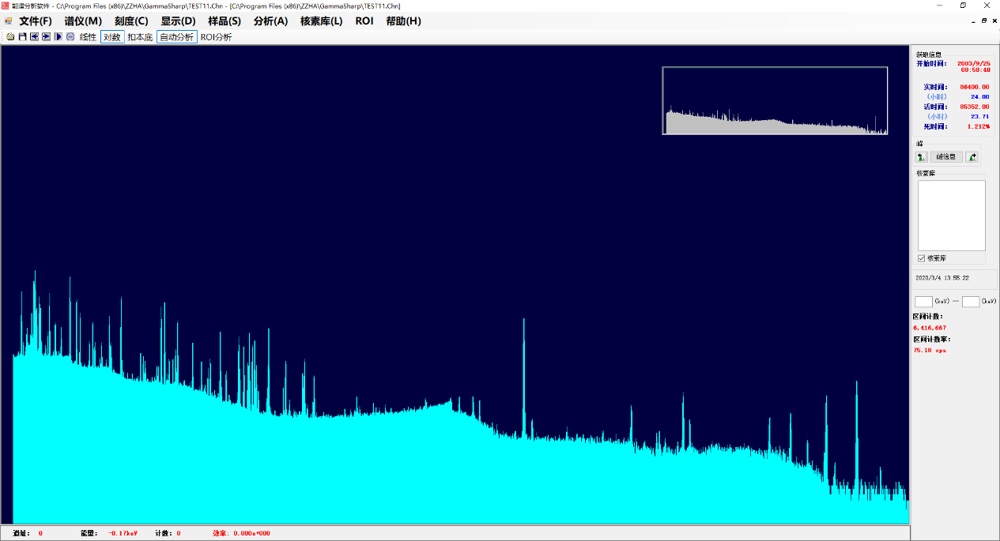 能谱分析软件 - C:\Program Files (x86)\ZZHA\GammaSharp\TEST11.Chn - [C:\Program Files (x86)\ZZHA\GammaSharp\TEST11.Chn]
文件(F) 谱仪(M) 刻度(C) 显示(D) 样品(S) 分析(A) 核素库(L) ROI 帮助(H)
线性 对数 扣本底 自动分析 ROI分析
获取信息
开始时间: 2003/9/25
08:50:48
实时间: 86400.00
(小时) 24.00
活时间: 85352.00
(小时) 23.71
死时间: 1.212%
峰
峰信息
核素库
核素库
2020/3/4 13:55:22
(keV) — (keV)
区间计数:
6,416,667
区间计数率:
75.18 cps
道址: 0 能量: -0.17keV 计数: 0 效率: 0.000e+000